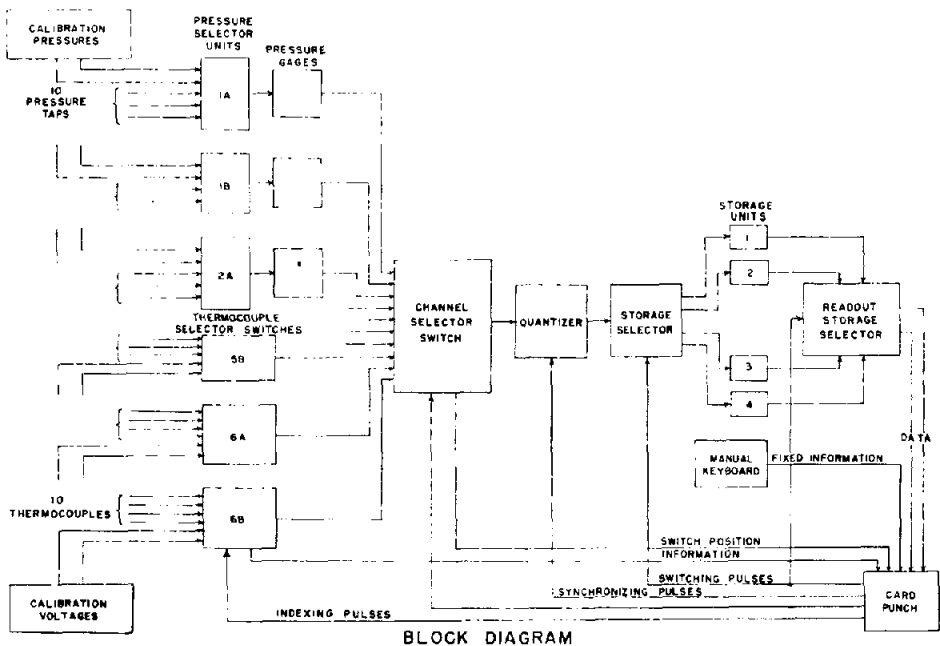 CALIBRATION
PRESSURES
PRESSURE
SELECTOR
UNITS
PRESSURE
GAGES
10
PRESSURE
TAPS
1A
1B
2A
THERMOCOUPLE
SELECTOR SWITCHES
5B
6A
6B
10
THERMOCOUPLES
CALIBRATION
VOLTAGES
CHANNEL
SELECTOR
SWITCH
QUANTIZER
STORAGE
SELECTOR
STORAGE
UNITS
1
2
3
4
READOUT
STORAGE
SELECTOR
DATA
MANUAL
KEYBOARD
FIXED INFORMATION
SWITCH POSITION
INFORMATION
SWITCHING PULSES
SYNCHRONIZING PULSES
INDEXING PULSES
CARD
PUNCH
BLOCK DIAGRAM